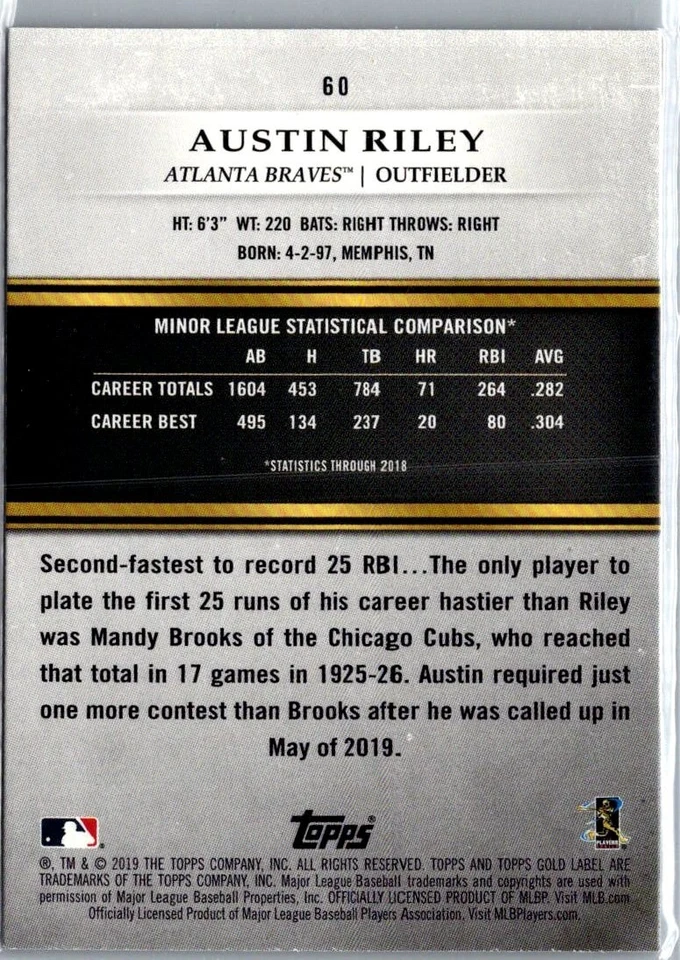 60
AUSTIN RILEY
ATLANTA BRAVES™ | OUTFIELDER
HT: 6'3" WT: 220 BATS: RIGHT THROWS: RIGHT
BORN: 4-2-97, MEMPHIS, TN
MINOR LEAGUE STATISTICAL COMPARISON*
AB H TB HR RBI AVG
CAREER TOTALS 1604 453 784 71 264 .282
CAREER BEST 495 134 237 20 80 .304
*STATISTICS THROUGH 2018
Second-fastest to record 25 RBI...The only player to
plate the first 25 runs of his career hastier than Riley
was Mandy Brooks of the Chicago Cubs, who reached
that total in 17 games in 1925-26. Austin required just
one more contest than Brooks after he was called up in
May of 2019.
Topps®
PLAYERS
®, TM & © 2019 THE TOPPS COMPANY, INC. ALL RIGHTS RESERVED. TOPPS AND TOPPS GOLD LABEL ARE
TRADEMARKS OF THE TOPPS COMPANY, INC. Major League Baseball trademarks and copyrights are used with
permission of Major League Baseball Properties, Inc. OFFICIALLY LICENSED PRODUCT OF MLBP. Visit MLB.com
Officially Licensed Product of Major League Baseball Players Association. Visit MLBPlayers.com.